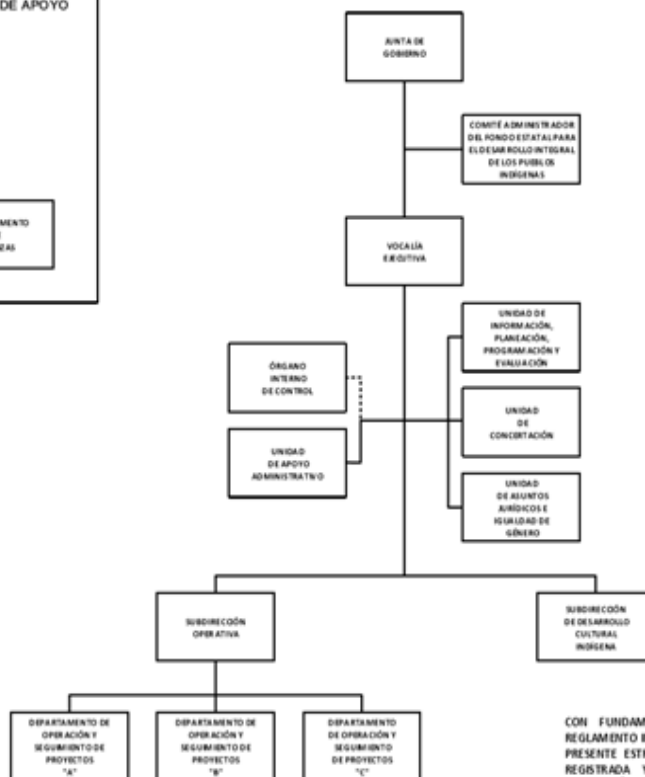 DE APOYO
JUNTA DE
GOBIERNO
COMITÉ ADMINISTRADOR
DEL FONDO ESTATAL PARA
EL DESARROLLO INTEGRAL
DE LOS PUEBLOS
INDÍGENAS
VOCALÍA
EJECUTIVA
UNIDAD DE
INFORMACIÓN,
PLANEACIÓN,
PROGRAMACIÓN Y
EVALUACIÓN
ÓRGANO
INTERNO
DE CONTROL
UNIDAD
DE
CONCERTACIÓN
UNIDAD
DE APOYO
ADMINISTRATIVO
UNIDAD
DE ASUNTOS
JURÍDICOS E
IGUALDAD DE
GÉNERO
SUBDIRECCIÓN
OPERATIVA
SUBDIRECCIÓN
DE DESARROLLO
CULTURAL
INDÍGENA
DEPARTAMENTO DE
OPERACIÓN Y
SEGUIMIENTO DE
PROYECTOS
"A"
DEPARTAMENTO DE
OPERACIÓN Y
SEGUIMIENTO DE
PROYECTOS
"B"
DEPARTAMENTO
DE OPERACIÓN Y
SEGUIMIENTO
DE PROYECTOS
"C"
CON FUNDAM
REGLAMENTO
PRESENTE EST
REGISTRADA Y